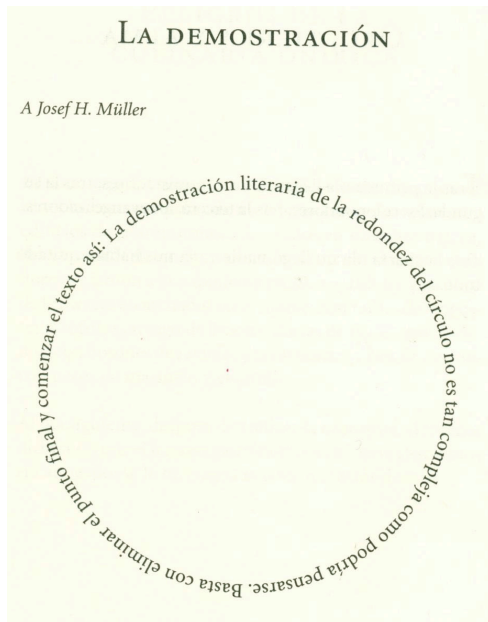 LA DEMOSTRACIÓN
A Josef H. Müller
La demostración literaria de la redondez del círculo no es tan compleja como podría pensarse. Basta con eliminar el punto final y comenzar el texto así: